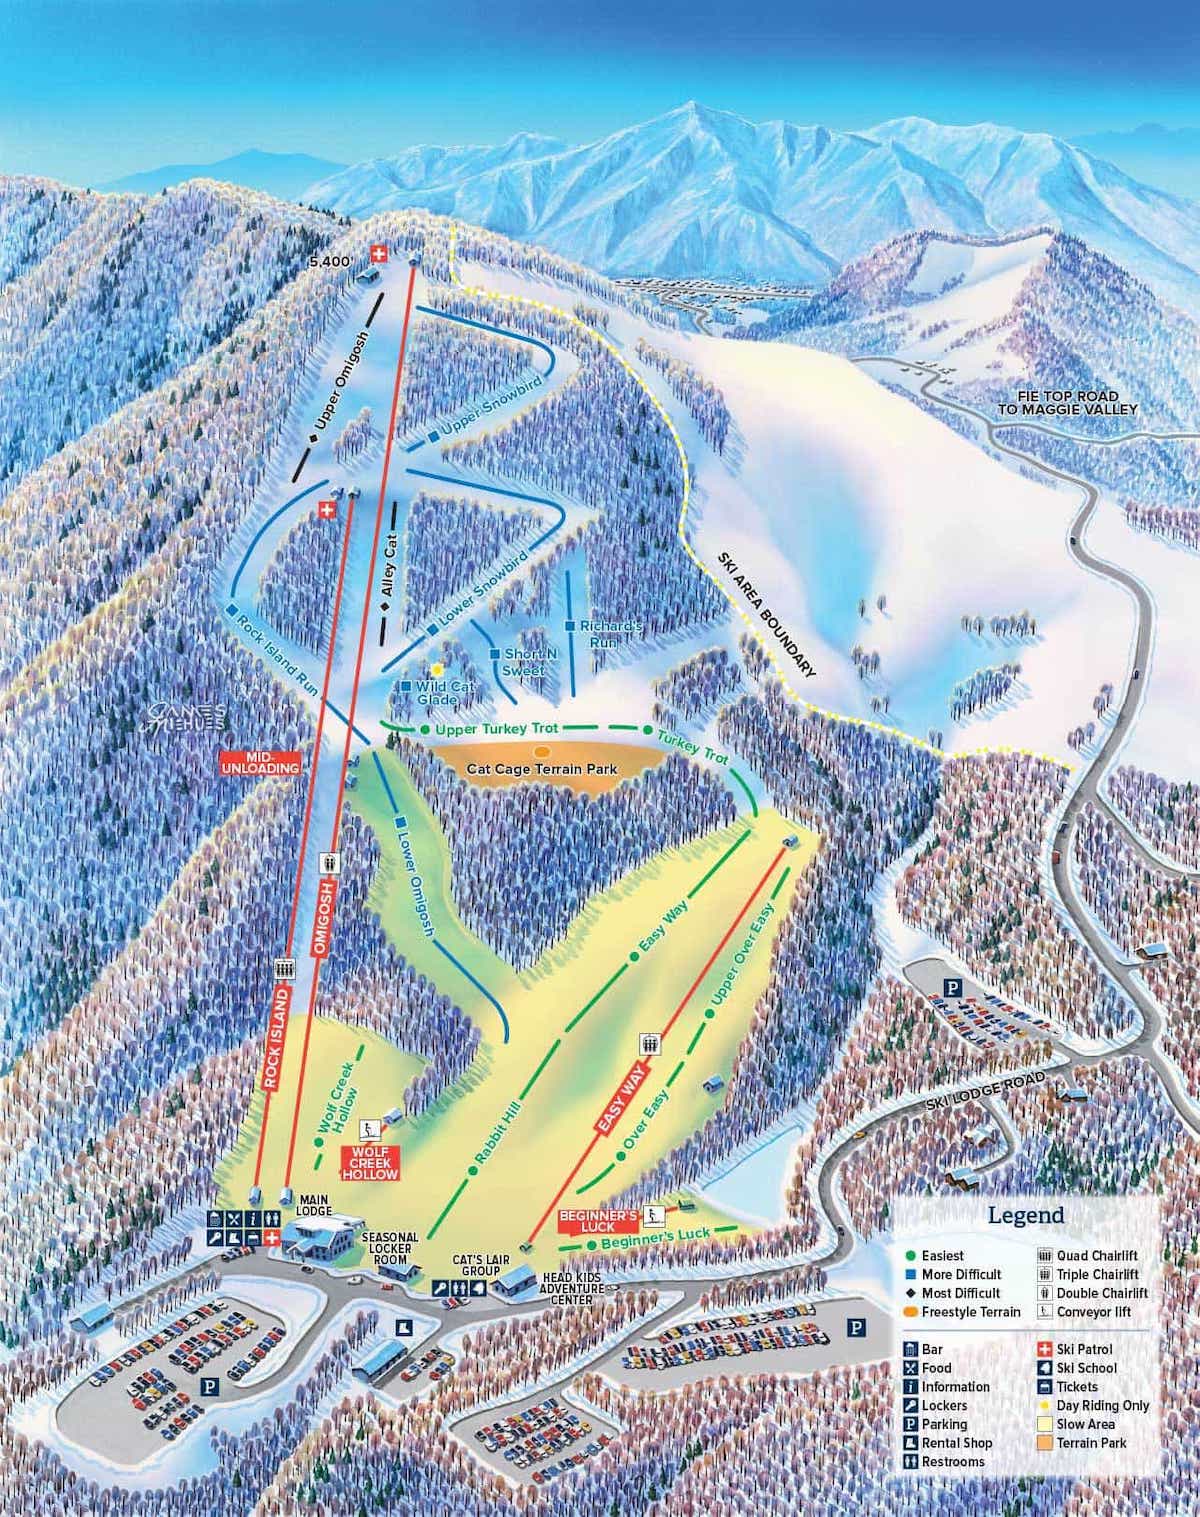 5,400'
Upper Omigosh
Upper Snowbird
FIE TOP ROAD
TO MAGGIE VALLEY
Alley Cat
Lower Snowbird
SKI AREA BOUNDARY
Rock Island Run
Richard's
Run
Short N
Sweet
Wild Cat
Glade
JAMES
NIEHUES
Upper Turkey Trot
Turkey Trot
MID-
UNLOADING
Cat Cage Terrain Park
Lower Omigosh
OMIGOSH
ROCK ISLAND
Easy Way
Upper Over Easy
P
EASY WAY
Over Easy
SKI LODGE ROAD
Wolf Creek
Hollow
WOLF
CREEK
HOLLOW
Rabbit Hill
MAIN
LODGE
BEGINNER'S
LUCK
Beginner's Luck
SEASONAL
LOCKER
ROOM
CAT'S LAIR
GROUP
HEAD KIDS
ADVENTURE
CENTER
P
P
Legend
Easiest
More Difficult
Most Difficult
Freestyle Terrain
Quad Chairlift
Triple Chairlift
Double Chairlift
Conveyor lift
Bar
Food
Information
Lockers
Parking
Rental Shop
Restrooms
Ski Patrol
Ski School
Tickets
Day Riding Only
Slow Area
Terrain Park